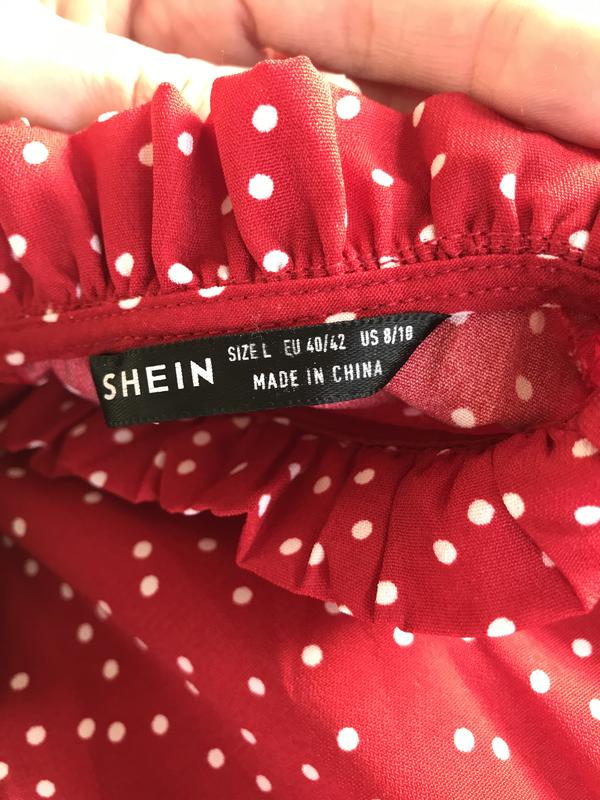 SHEIN
SIZE L EU 40/42 US 8/10
MADE IN CHINA